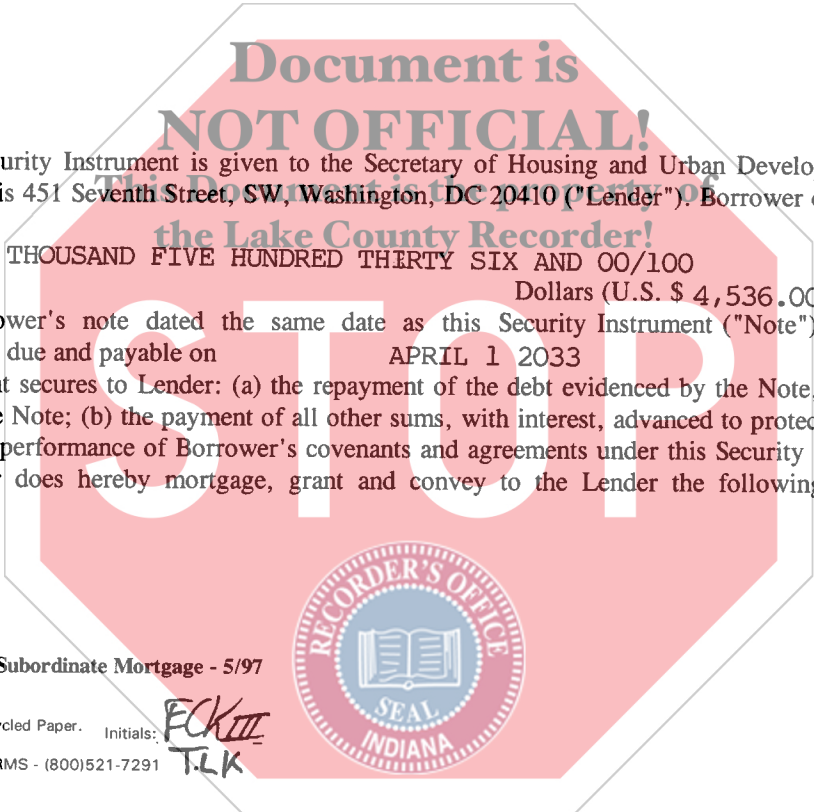 Document is
NOT OFFICIAL!
urity Instrument is given to the Secretary of Housing and Urban Develo
is 451 Seventh Street, SW, Washington, DC 20410 ("Lender"). Borrower
This Document is the property of
the Lake County Recorder!
THOUSAND FIVE HUNDRED THIRTY SIX AND 00/100
Dollars (U.S. $ 4,536.00
ower's note dated the same date as this Security Instrument ("Note")
due and payable on APRIL 1 2033
t secures to Lender: (a) the repayment of the debt evidenced by the Note,
e Note; (b) the payment of all other sums, with interest, advanced to protec
performance of Borrower's covenants and agreements under this Security
does hereby mortgage, grant and convey to the Lender the following
STOP
RECORDER'S OFFICE
SEAL
INDIANA
Subordinate Mortgage - 5/97
ycled Paper. Initials: FCK III
RMS - (800)521-7291 T.L.K